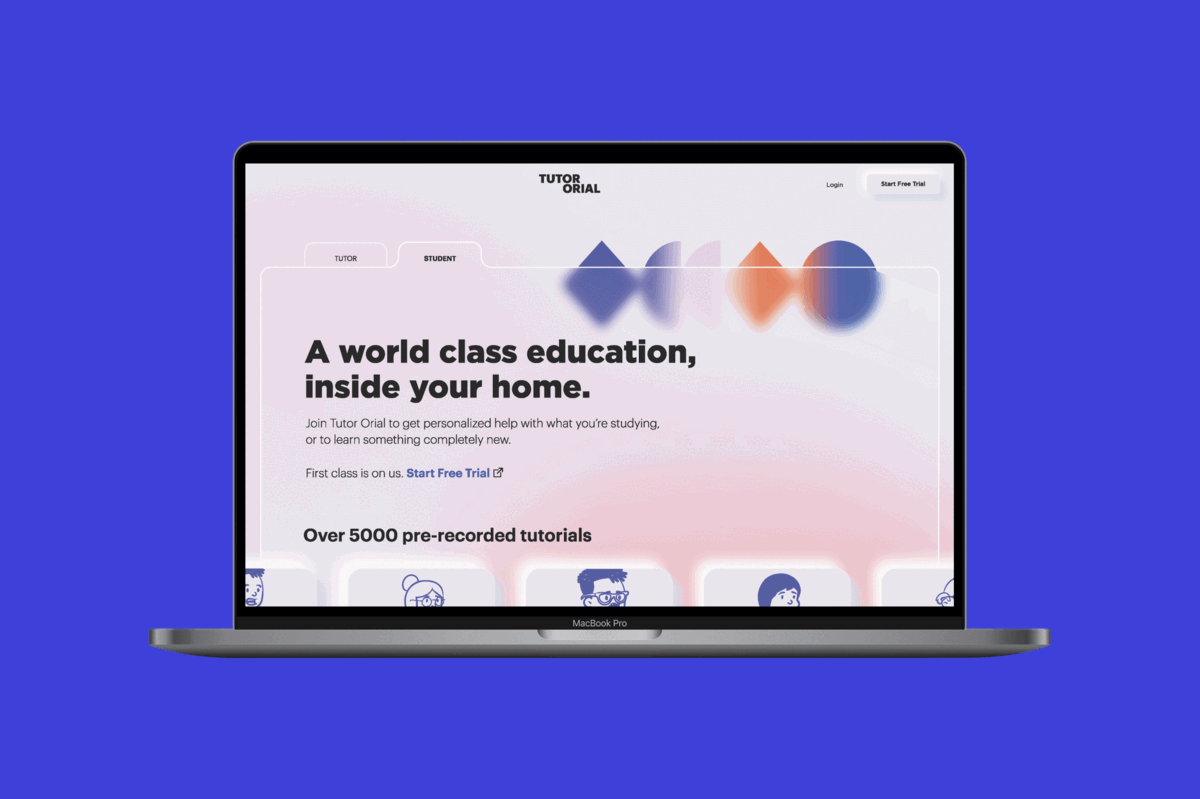 TUTOR
ORIAL
Login
Start Free Trial
TUTOR
STUDENT
A world class education,
inside your home.
Join Tutor Orial to get personalized help with what you're studying,
or to learn something completely new.
First class is on us. Start Free Trial
Over 5000 pre-recorded tutorials
MacBook Pro